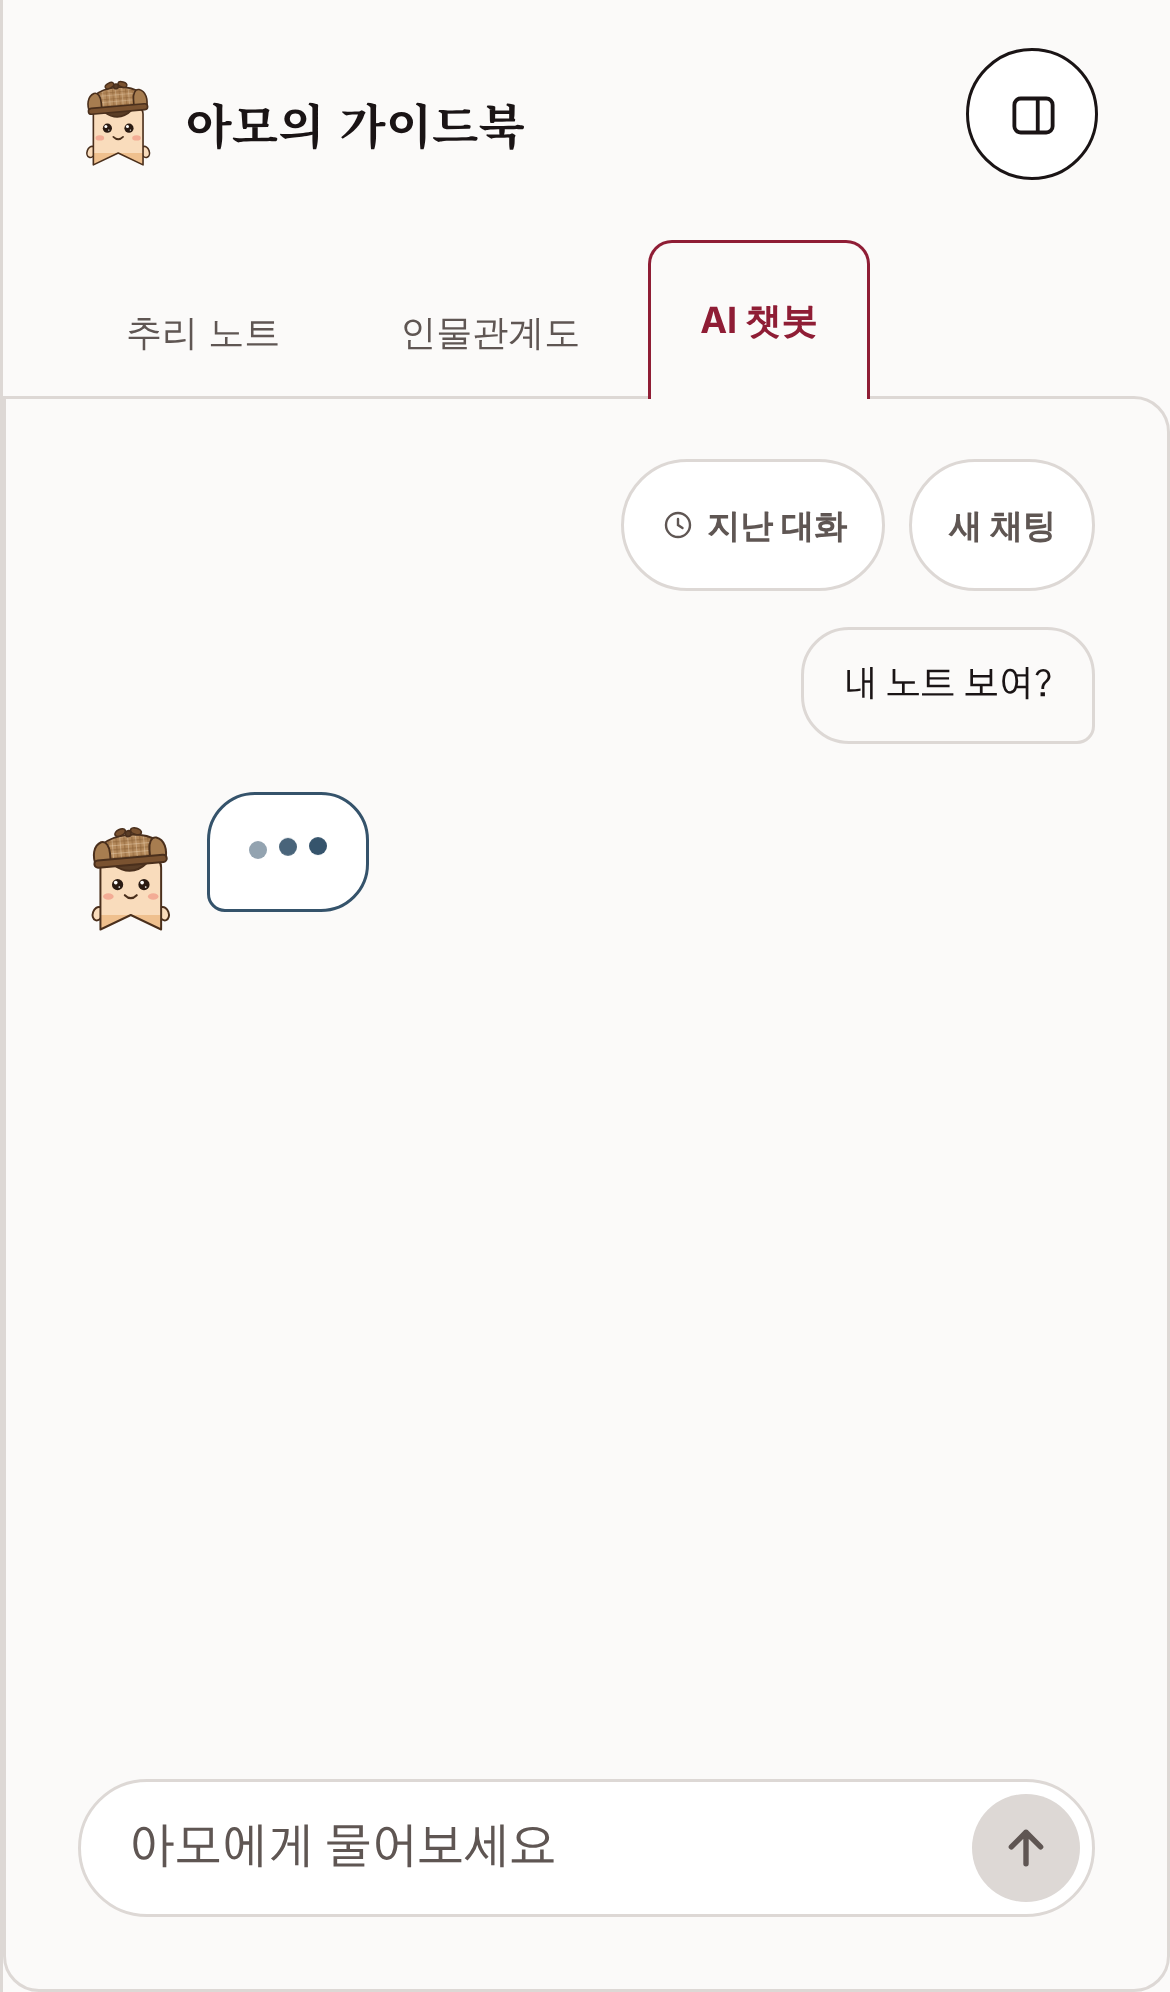 아모의 가이드북
추리 노트
인물관계도
AI 챗봇
지난 대화
새 채팅
내 노트 보여?
아모에게 물어보세요